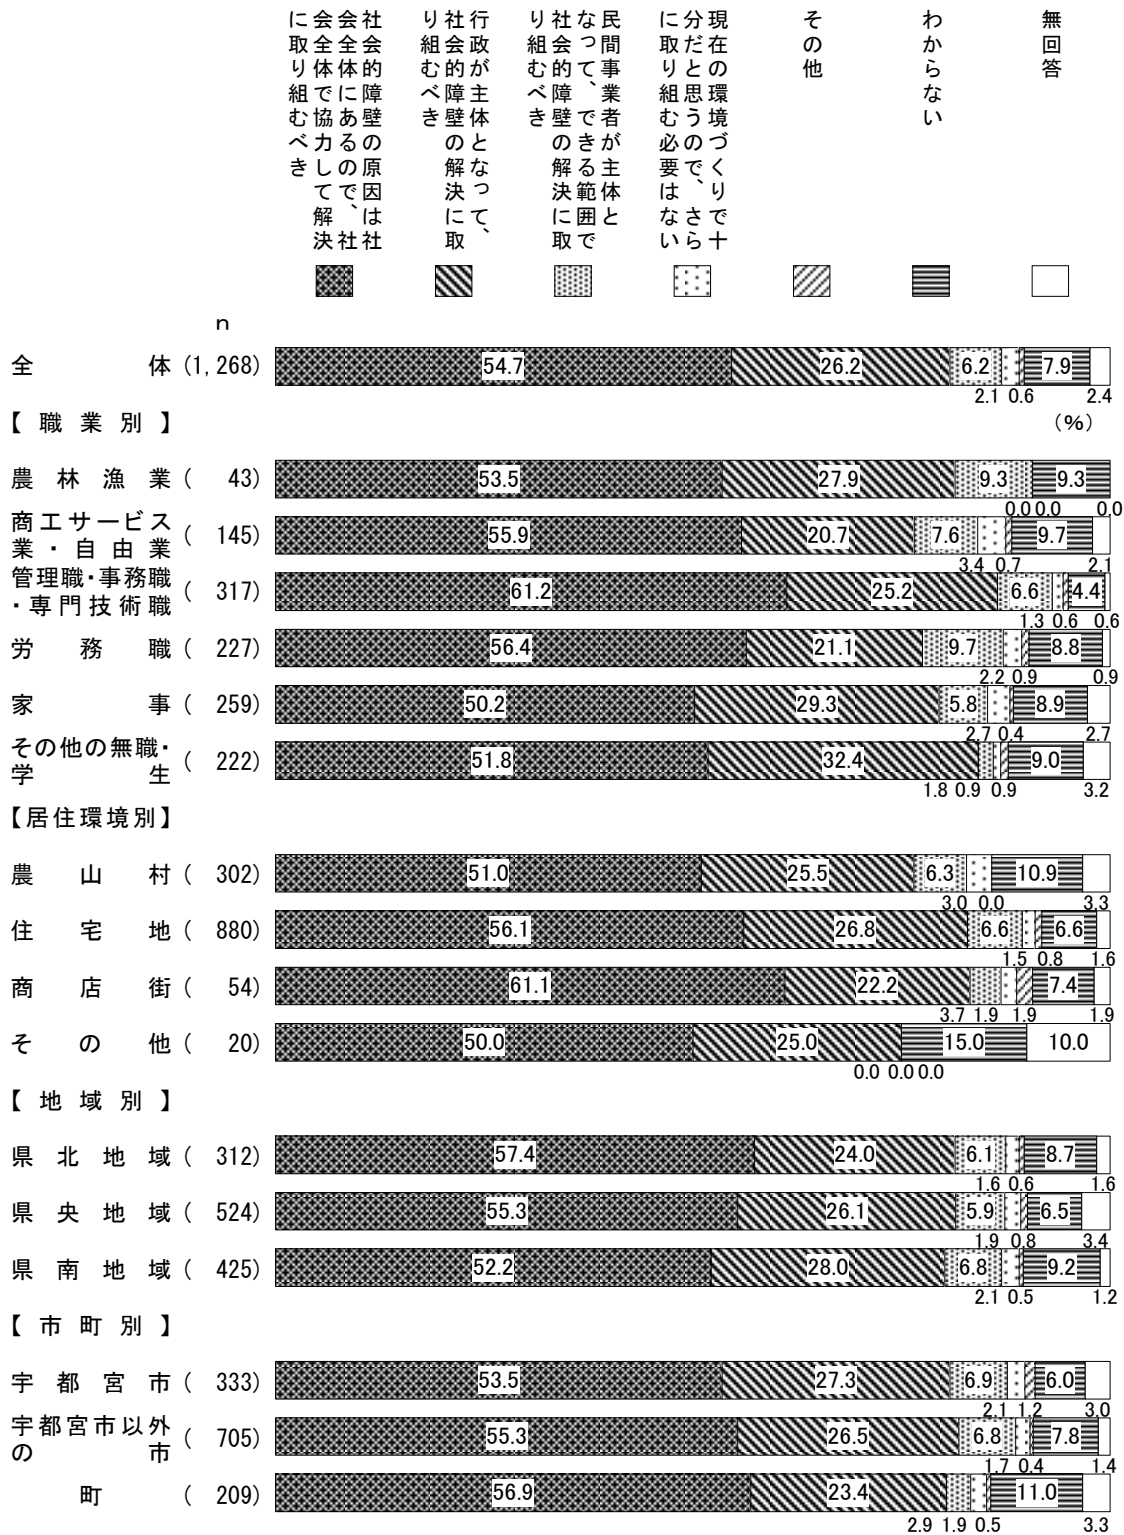 社会的障壁の原因は社
会全体にあるので、社
会全体で協力して解決
に取り組むべき
行政が主体となって、
社会的障壁の解決に取
り組むべき
民間事業者が主体と
なって、できる範囲で
社会的障壁の解決に取
り組むべき
現在の環境づくりで十
分だと思うので、さら
に取り組む必要はない
その他
わからない
無回答
n
全体(1,268) 54.7 26.2 6.2 7.9
2.1 0.6 2.4
【職業別】 (%)
農林漁業( 43) 53.5 27.9 9.3 9.3
0.0 0.0 0.0
商工サービス
業・自由業( 145) 55.9 20.7 7.6 9.7
3.4 0.7 2.1
管理職・事務職
・専門技術職( 317) 61.2 25.2 6.6 4.4
1.3 0.6 0.6
労務職( 227) 56.4 21.1 9.7 8.8
2.2 0.9 0.9
家事( 259) 50.2 29.3 5.8 8.9
2.7 0.4 2.7
その他の無職・
学生( 222) 51.8 32.4 9.0
1.8 0.9 0.9 3.2
【居住環境別】
農山村( 302) 51.0 25.5 6.3 10.9
3.0 0.0 3.3
住宅地( 880) 56.1 26.8 6.6 6.6
1.5 0.8 1.6
商店街( 54) 61.1 22.2 7.4
3.7 1.9 1.9 1.9
その他( 20) 50.0 25.0 15.0 10.0
0.0 0.0 0.0
【地域別】
県北地域( 312) 57.4 24.0 6.1 8.7
1.6 0.6 1.6
県央地域( 524) 55.3 26.1 5.9 6.5
1.9 0.8 3.4
県南地域( 425) 52.2 28.0 6.8 9.2
2.1 0.5 1.2
【市町別】
宇都宮市( 333) 53.5 27.3 6.9 6.0
2.1 1.2 3.0
宇都宮市以外
の市( 705) 55.3 26.5 6.8 7.8
1.7 0.4 1.4
町( 209) 56.9 23.4 11.0
2.9 1.9 0.5 3.3